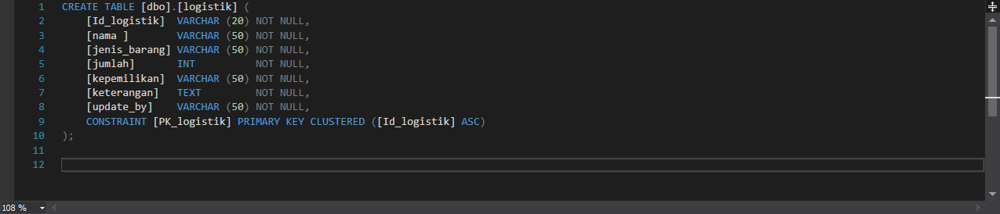 1 CREATE TABLE [dbo].[logistik] (
2 [Id_logistik] VARCHAR (20) NOT NULL,
3 [nama ] VARCHAR (50) NOT NULL,
4 [jenis_barang] VARCHAR (50) NOT NULL,
5 [jumlah] INT NOT NULL,
6 [kepemilikan] VARCHAR (50) NOT NULL,
7 [keterangan] TEXT NOT NULL,
8 [update_by] VARCHAR (50) NOT NULL,
9 CONSTRAINT [PK_logistik] PRIMARY KEY CLUSTERED ([Id_logistik] ASC)
10 );
11
12
108 %